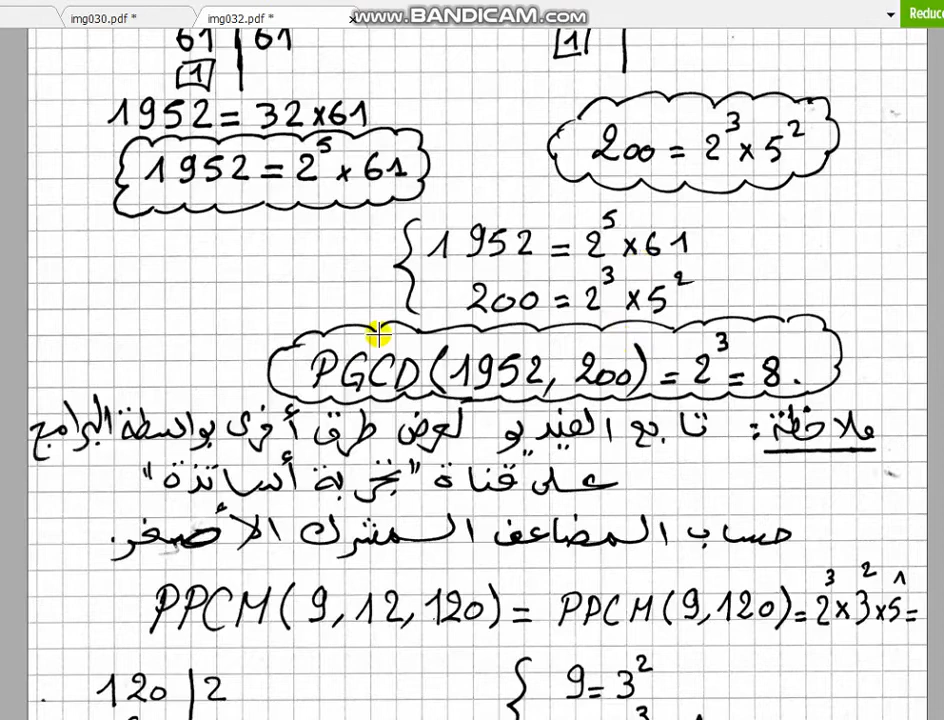 img030.pdf * img032.pdf * www.BANDICAM.com Reduce
61 | 61
1 1
1952 = 32×61
1952 = 2⁵ × 61 200 = 2³ × 5²
1952 = 2⁵ × 61
200 = 2³ × 5²
PGCD(1952, 200) = 2³ = 8.
ملاحظة: تابع الفيديو لعرض طرق أخرى بواسطة البرامج
على قناة "تجربة أساتذة"
حساب المضاعف المشترك الأصغر.
PPCM(9,12,120) = PPCM(9,120) = 2³×3²×5¹=
120 | 2 9 = 3²